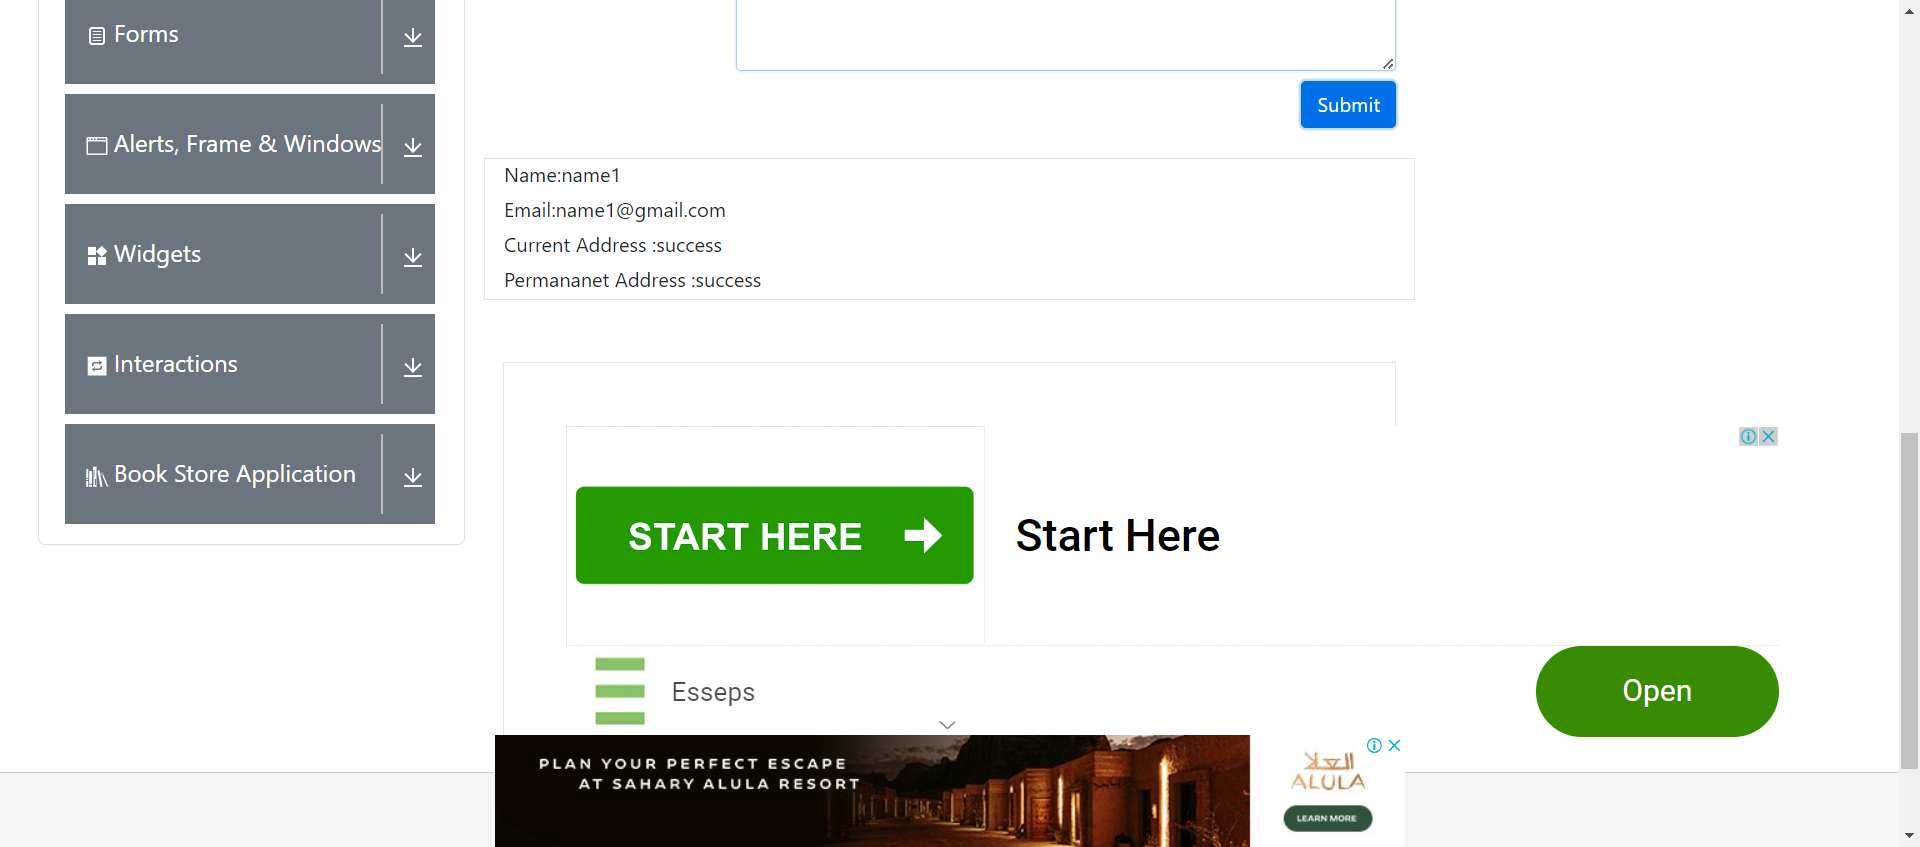 Forms
Alerts, Frame & Windows
Widgets
Interactions
Book Store Application
Submit
Name:name1
Email:name1@gmail.com
Current Address :success
Permananet Address :success
START HERE
Start Here
Esseps
Open
PLAN YOUR PERFECT ESCAPE
AT SAHARY ALULA RESORT
العلا
ALULA
LEARN MORE